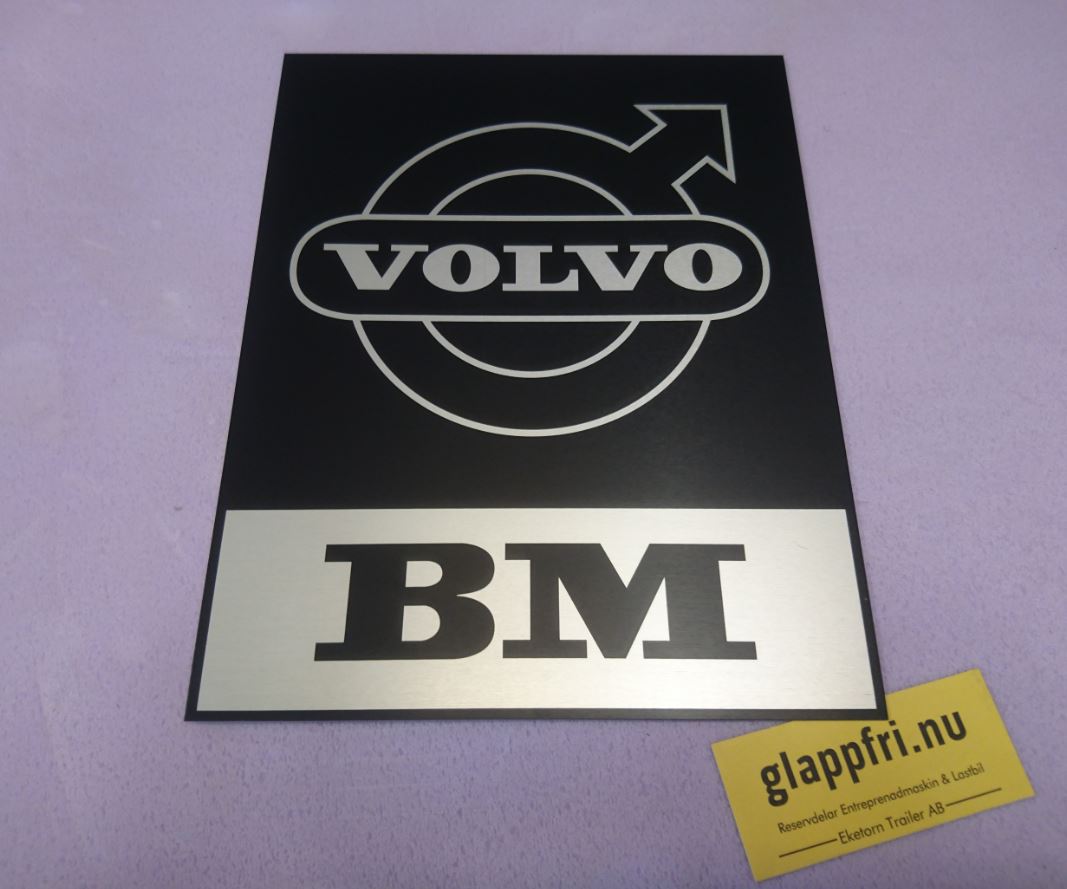 VOLVO
BM
glappfri.nu
Reservdelar Entreprenadmaskin & Lastbil
Eketorn Trailer AB